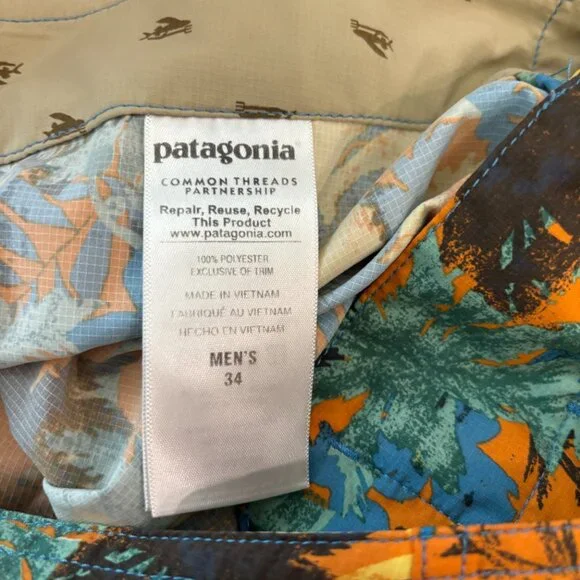 patagonia
COMMON THREADS
PARTNERSHIP
Repair, Reuse, Recycle
This Product
www.patagonia.com
100% POLYESTER
EXCLUSIVE OF TRIM
MADE IN VIETNAM
FABRIQUÉ AU VIETNAM
HECHO EN VIETNAM
MEN'S
34